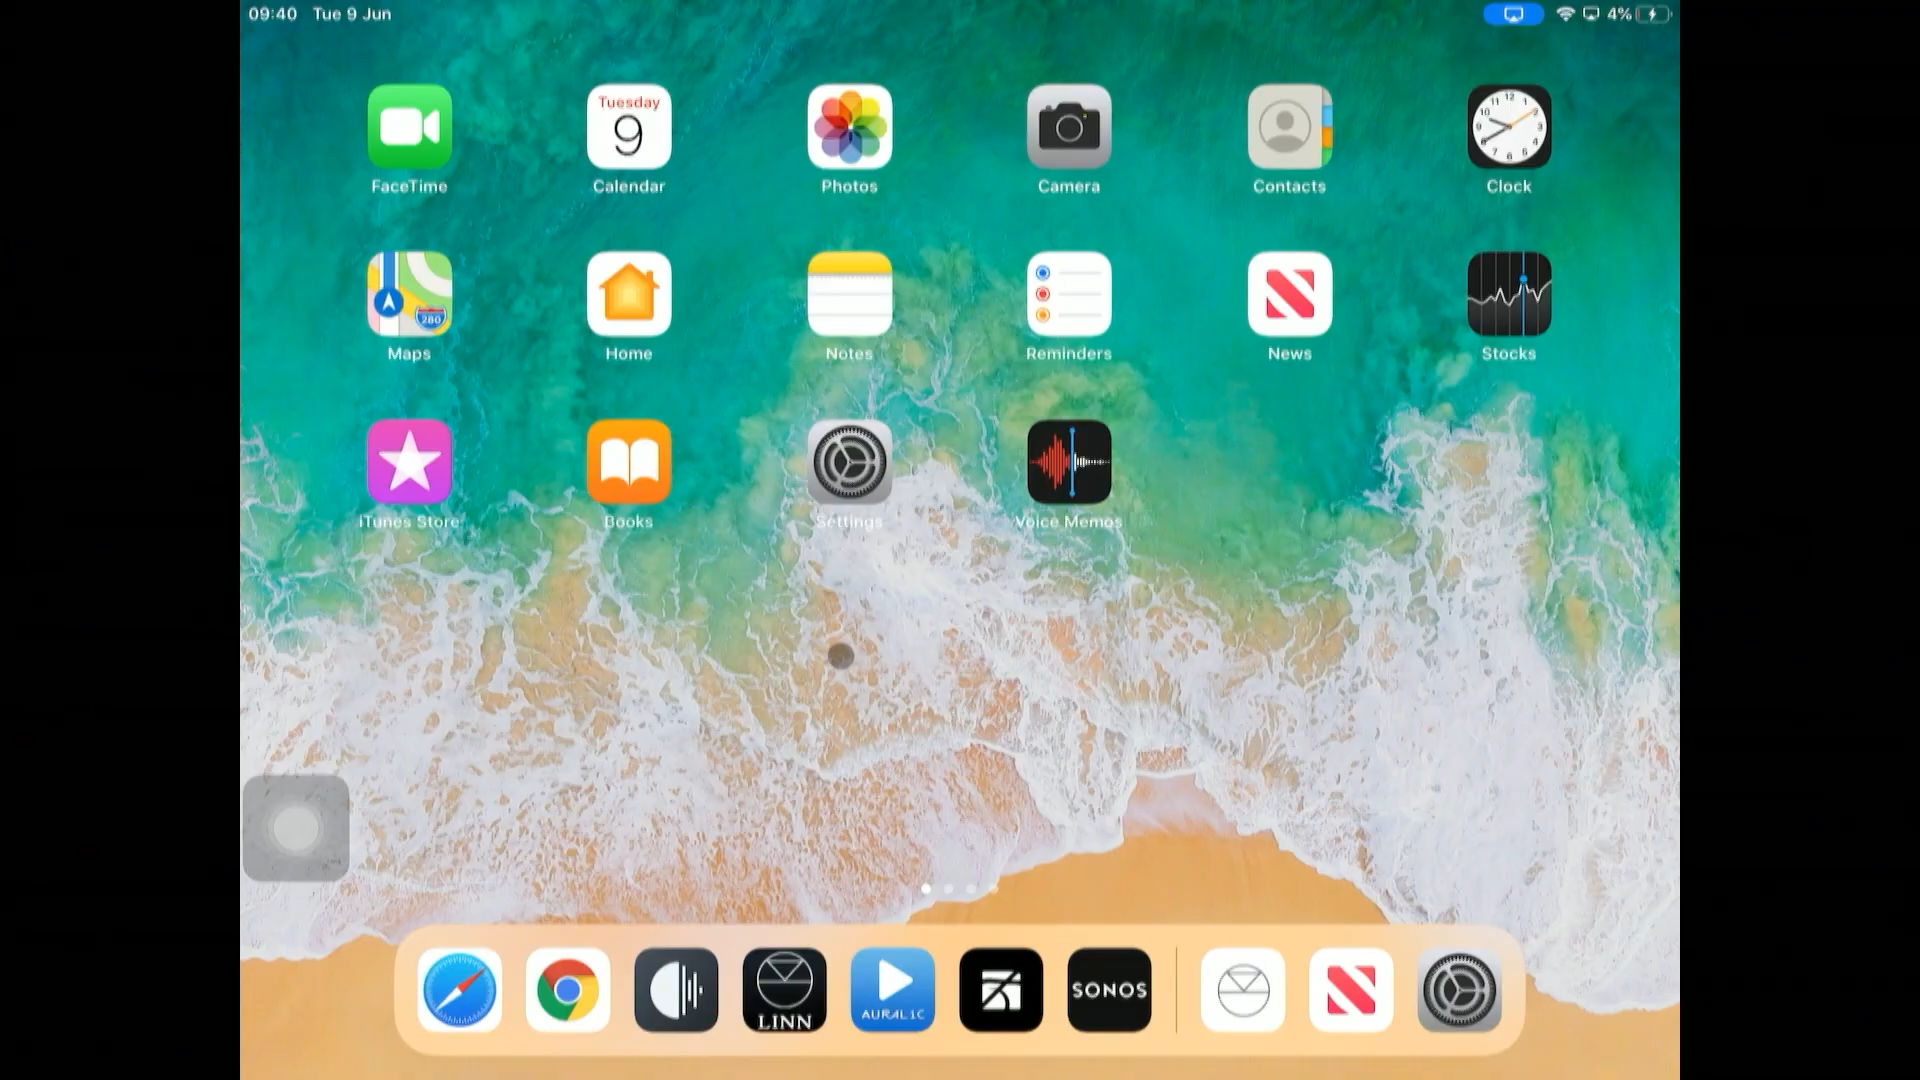 09:40 Tue 9 Jun
4%
Tuesday
9
FaceTime
Calendar
Photos
Camera
Contacts
Clock
280
Maps
Home
Notes
Reminders
News
Stocks
iTunes Store
Books
Settings
Voice Memos
LINN
AURALiC
SONOS